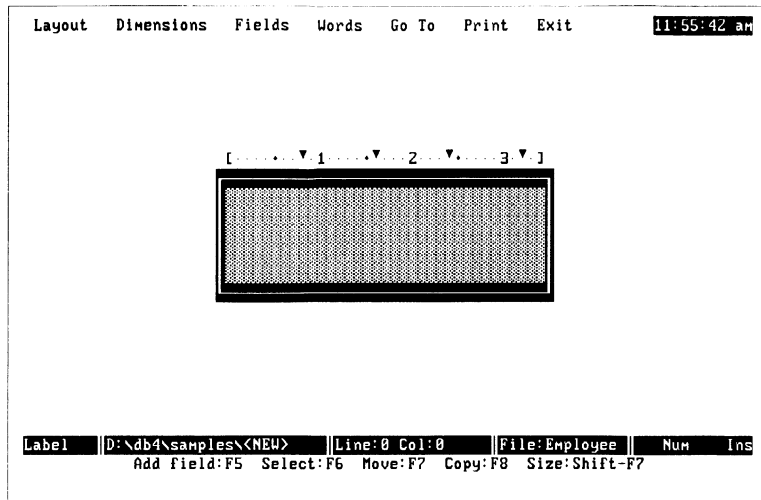 Layout Dimensions Fields Words Go To Print Exit 11:55:42 am
[·····•··▼·1·····•▼···2···▼•·····3·▼·]
Label D:\db4\samples\<NEW> Line:0 Col:0 File:Employee Num Ins
Add field:F5 Select:F6 Move:F7 Copy:F8 Size:Shift-F7